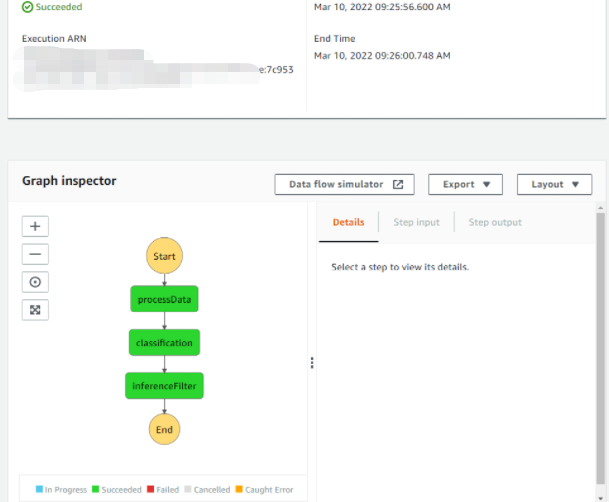 Succeeded
Mar 10, 2022 09:25:56.600 AM
Execution ARN
End Time
e:7c953
Mar 10, 2022 09:26:00.748 AM
Graph inspector
Data flow simulator
Export
Layout
Details
Step input
Step output
Select a step to view its details.
Start
processData
classification
inferenceFilter
End
In Progress
Succeeded
Failed
Cancelled
Caught Error